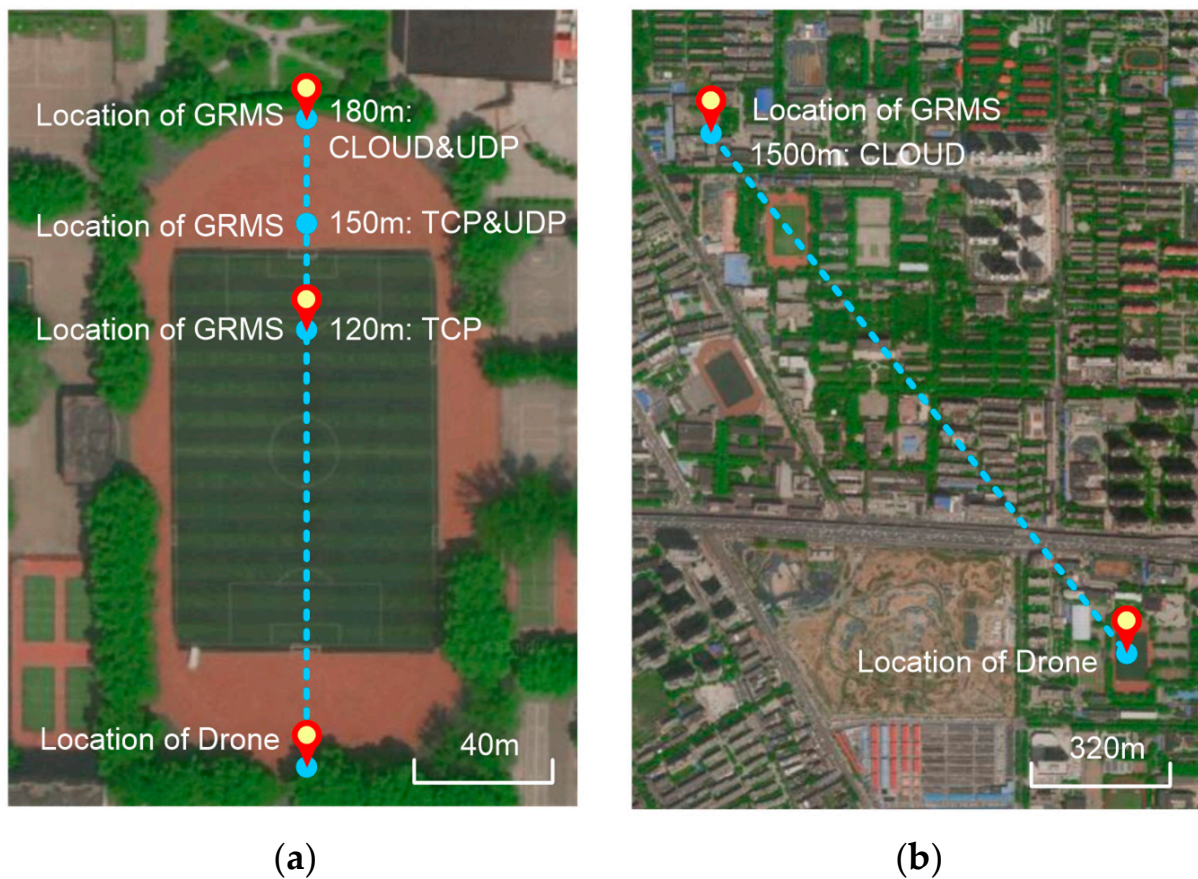 Location of GRMS
180m:
CLOUD&UDP
Location of GRMS
150m: TCP&UDP
Location of GRMS
120m: TCP
Location of Drone
40m
(a)
Location of GRMS
1500m: CLOUD
Location of Drone
320m
(b)